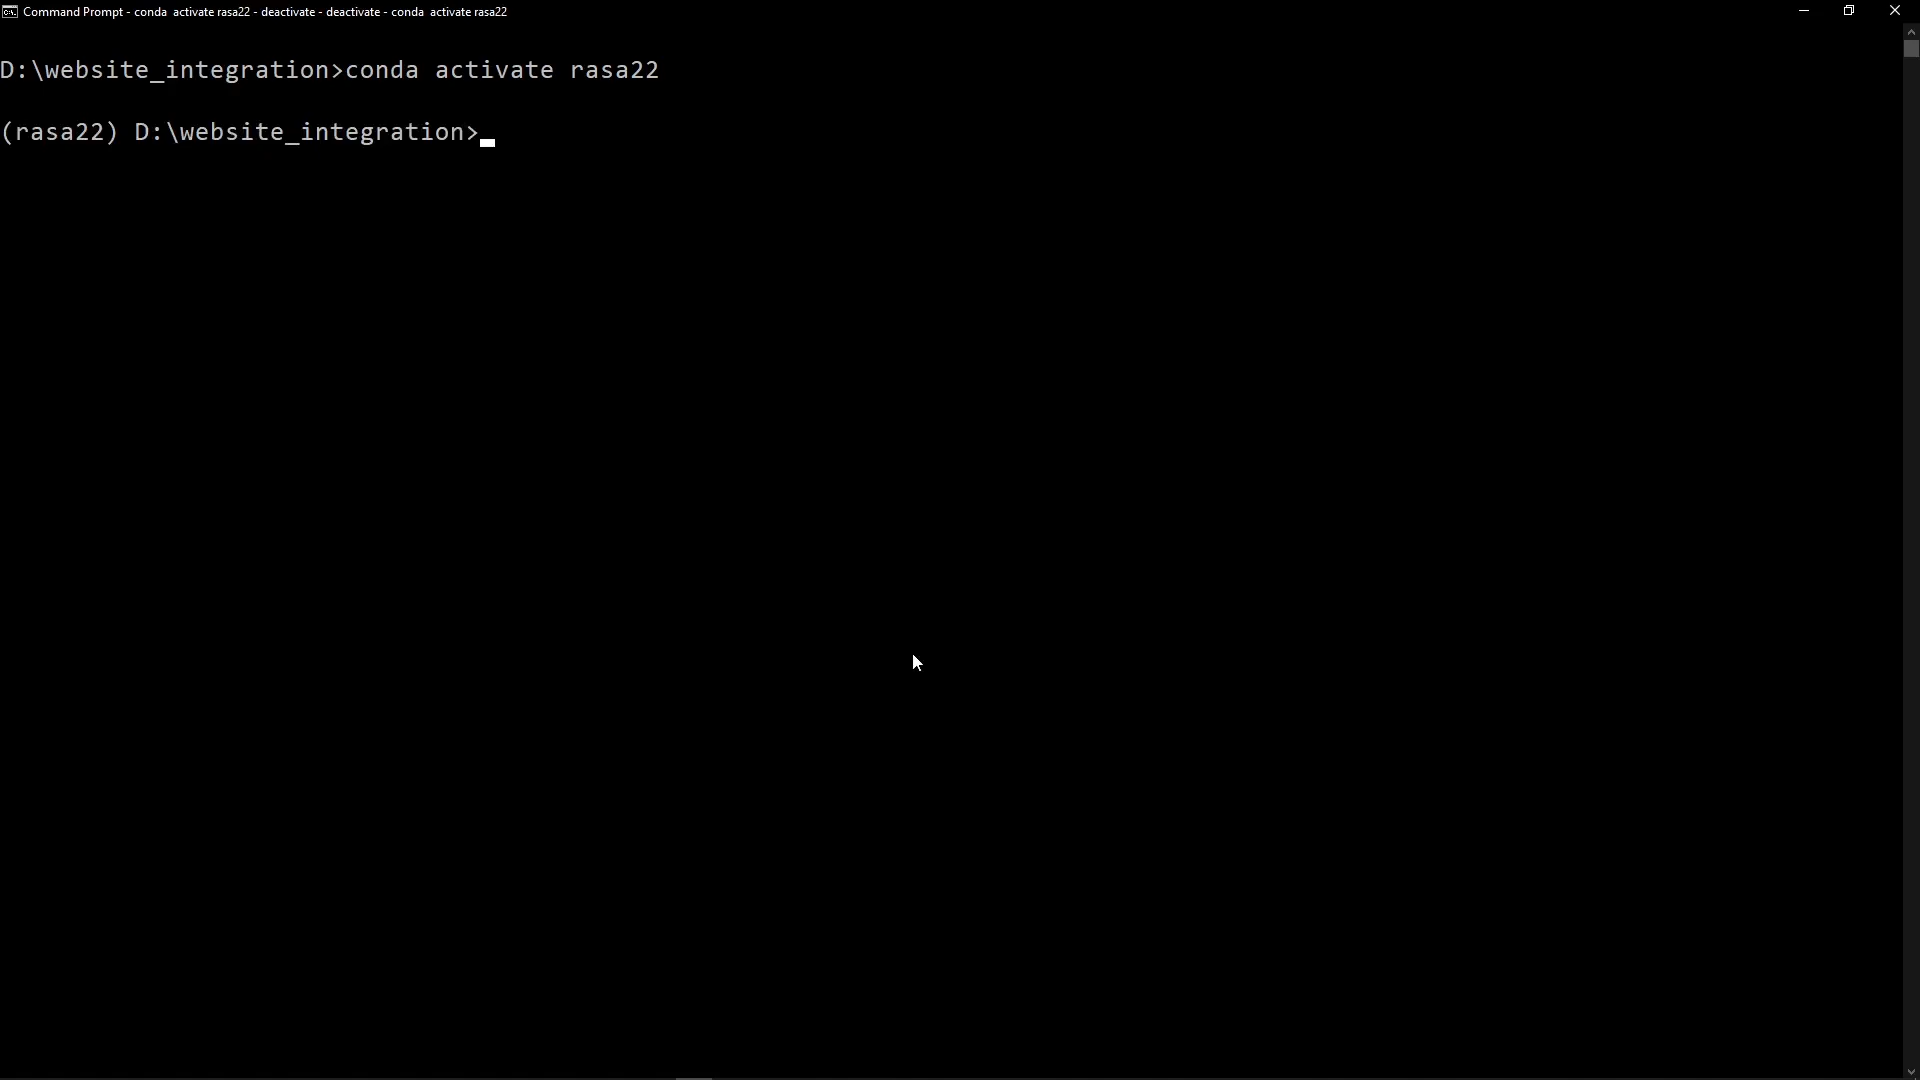 Command Prompt - conda  activate rasa22 - deactivate - deactivate - conda  activate rasa22
D:\website_integration>conda activate rasa22
(rasa22) D:\website_integration>